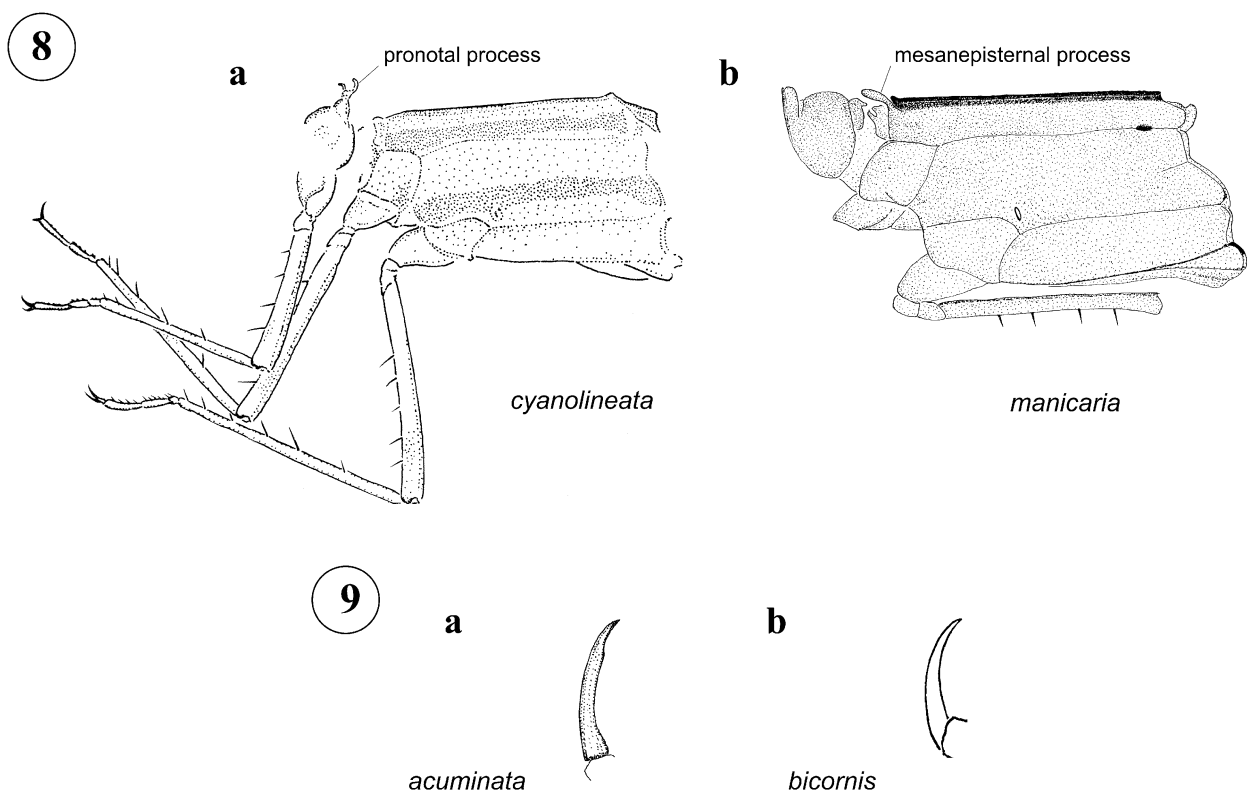 8
a
pronotal process
b
mesanepisternal process
cyanolineata
manicaria
9
a
b
acuminata
bicornis